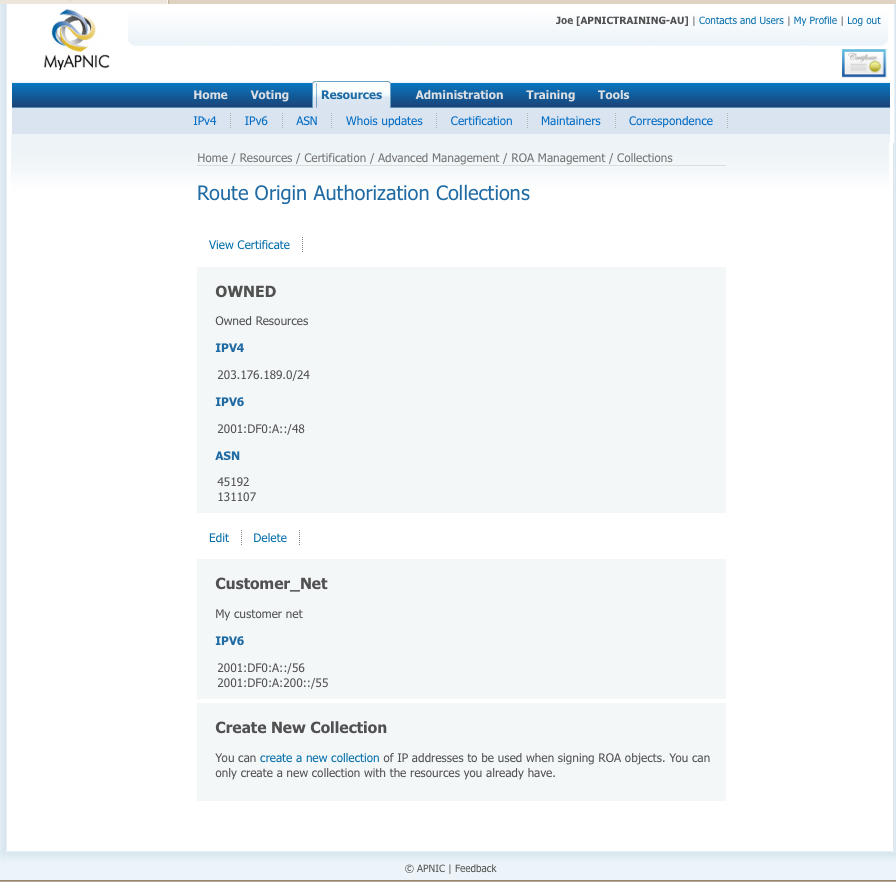 Joe [APNICTRAINING-AU] | Contacts and Users | My Profile | Log out
MyAPNIC
Certificate
Home Voting Resources Administration Training Tools
IPv4 IPv6 ASN Whois updates Certification Maintainers Correspondence
Home / Resources / Certification / Advanced Management / ROA Management / Collections
Route Origin Authorization Collections
View Certificate
OWNED
Owned Resources
IPV4
203.176.189.0/24
IPV6
2001:DF0:A::/48
ASN
45192
131107
Edit Delete
Customer_Net
My customer net
IPV6
2001:DF0:A::/56
2001:DF0:A:200::/55
Create New Collection
You can create a new collection of IP addresses to be used when signing ROA objects. You can
only create a new collection with the resources you already have.
© APNIC | Feedback